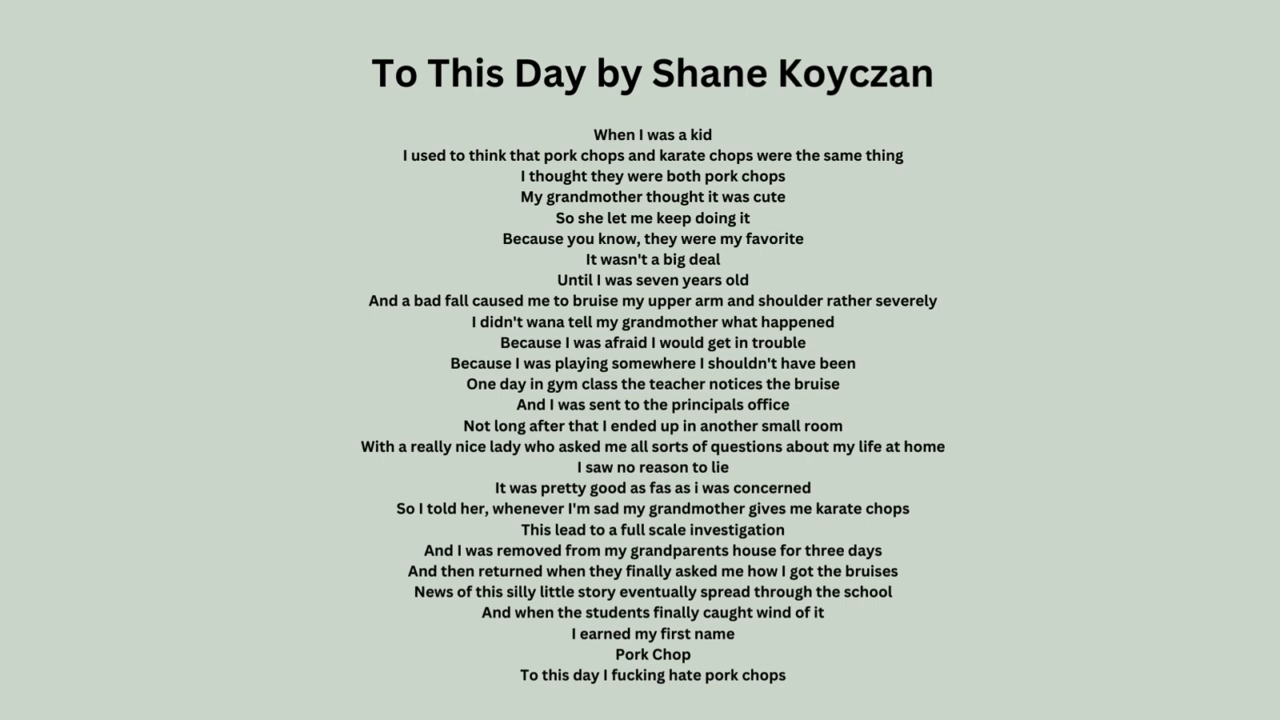 To This Day by Shane Koyczan
When I was a kid
I used to think that pork chops and karate chops were the same thing
I thought they were both pork chops
My grandmother thought it was cute
So she let me keep doing it
Because you know, they were my favorite
It wasn't a big deal
Until I was seven years old
And a bad fall caused me to bruise my upper arm and shoulder rather severely
I didn't wana tell my grandmother what happened
Because I was afraid I would get in trouble
Because I was playing somewhere I shouldn't have been
One day in gym class the teacher notices the bruise
And I was sent to the principals office
Not long after that I ended up in another small room
With a really nice lady who asked me all sorts of questions about my life at home
I saw no reason to lie
It was pretty good as fas as i was concerned
So I told her, whenever I'm sad my grandmother gives me karate chops
This lead to a full scale investigation
And I was removed from my grandparents house for three days
And then returned when they finally asked me how I got the bruises
News of this silly little story eventually spread through the school
And when the students finally caught wind of it
I earned my first name
Pork Chop
To this day I fucking hate pork chops